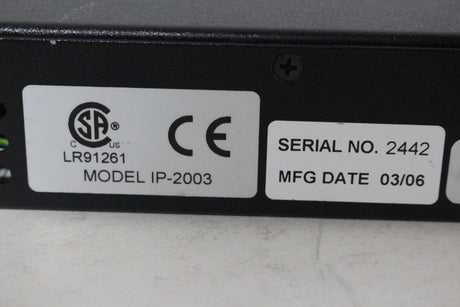 CSA®
C US
LR91261
CE
MODEL IP-2003
SERIAL NO. 2442
MFG DATE 03/06